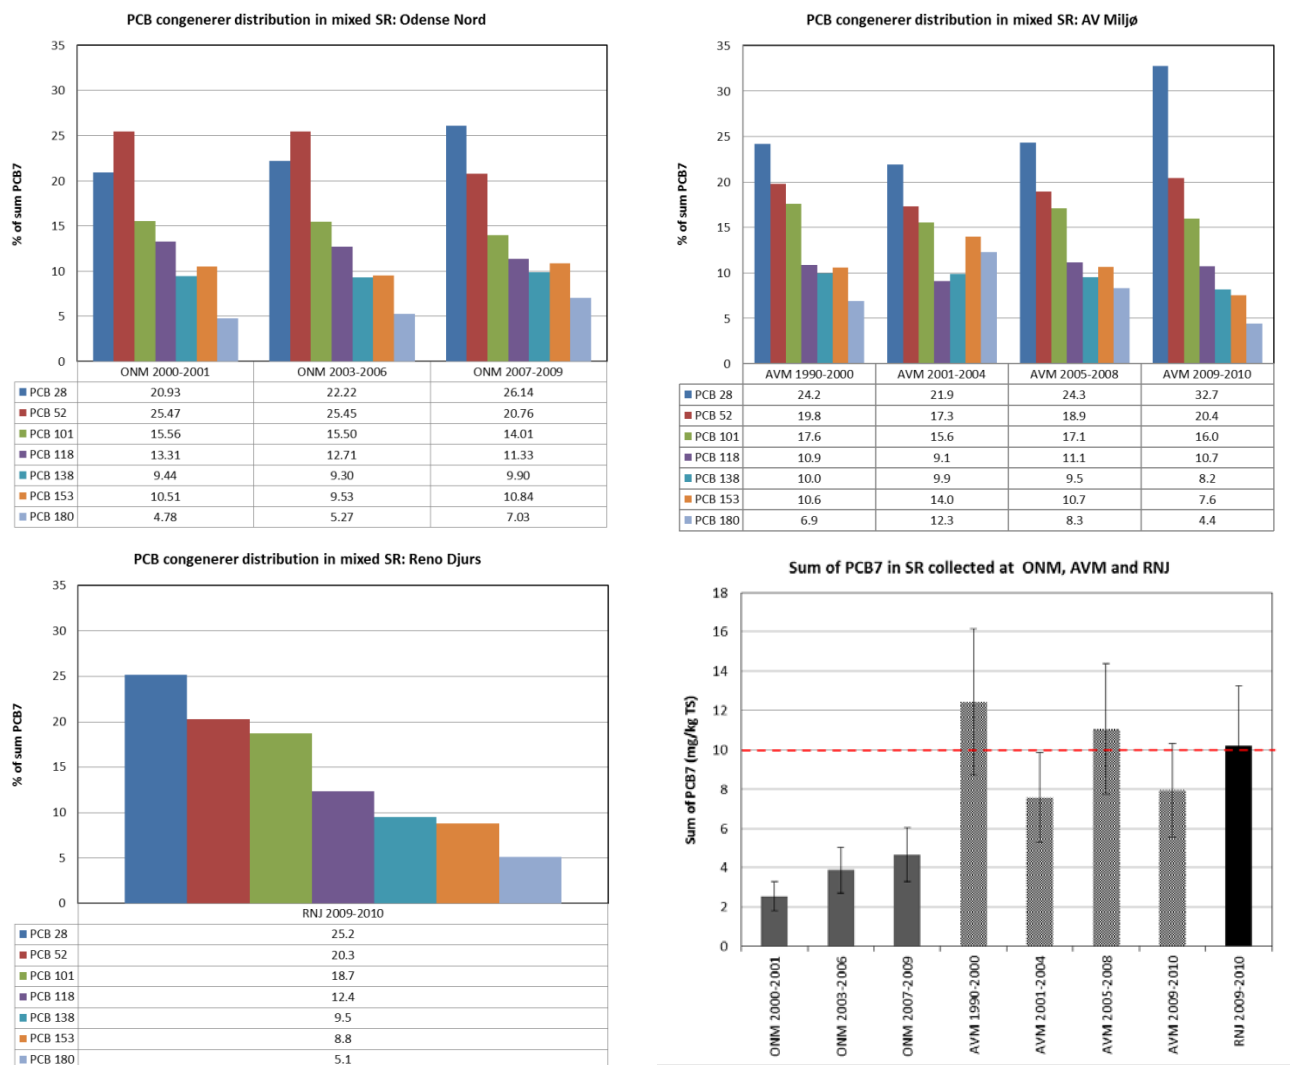 PCB congenerer distribution in mixed SR: Odense Nord
% of sum PCB7
35
30
25
20
15
10
5
0
ONM 2000-2001 ONM 2003-2006 ONM 2007-2009
PCB 28 20.93 22.22 26.14
PCB 52 25.47 25.45 20.76
PCB 101 15.56 15.50 14.01
PCB 118 13.31 12.71 11.33
PCB 138 9.44 9.30 9.90
PCB 153 10.51 9.53 10.84
PCB 180 4.78 5.27 7.03
PCB congenerer distribution in mixed SR: AV Miljø
% of sum PCB7
35
30
25
20
15
10
5
0
AVM 1990-2000 AVM 2001-2004 AVM 2005-2008 AVM 2009-2010
PCB 28 24.2 21.9 24.3 32.7
PCB 52 19.8 17.3 18.9 20.4
PCB 101 17.6 15.6 17.1 16.0
PCB 118 10.9 9.1 11.1 10.7
PCB 138 10.0 9.9 9.5 8.2
PCB 153 10.6 14.0 10.7 7.6
PCB 180 6.9 12.3 8.3 4.4
PCB congenerer distribution in mixed SR: Reno Djurs
% of sum PCB7
35
30
25
20
15
10
5
0
RNJ 2009-2010
PCB 28 25.2
PCB 52 20.3
PCB 101 18.7
PCB 118 12.4
PCB 138 9.5
PCB 153 8.8
PCB 180 5.1
Sum of PCB7 in SR collected at ONM, AVM and RNJ
Sum of PCB7 (mg/kg TS)
18
16
14
12
10
8
6
4
2
0
ONM 2000-2001
ONM 2003-2006
ONM 2007-2009
AVM 1990-2000
AVM 2001-2004
AVM 2005-2008
AVM 2009-2010
RNJ 2009-2010